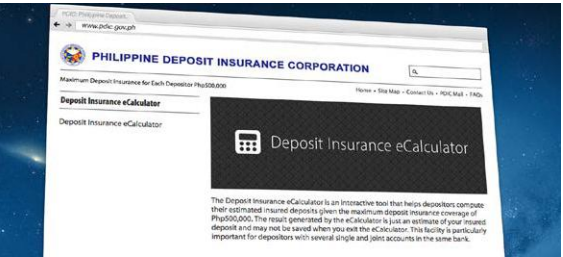 PDIC: Philippine Deposit...
www.pdic.gov.ph
PHILIPPINE DEPOSIT INSURANCE CORPORATION
Maximum Deposit Insurance for Each Depositor Php500,000
Home • Site Map • Contact Us • PDIC Mail • FAQs
Deposit Insurance eCalculator
Deposit Insurance eCalculator
Deposit Insurance eCalculator
The Deposit Insurance eCalculator is an interactive tool that helps depositors compute
their estimated insured deposits given the maximum deposit insurance coverage of
Php500,000. The result generated by the eCalculator is just an estimate of your insured
deposit and may not be saved when you exit the eCalculator. This facility is particularly
important for depositors with several single and joint accounts in the same bank.